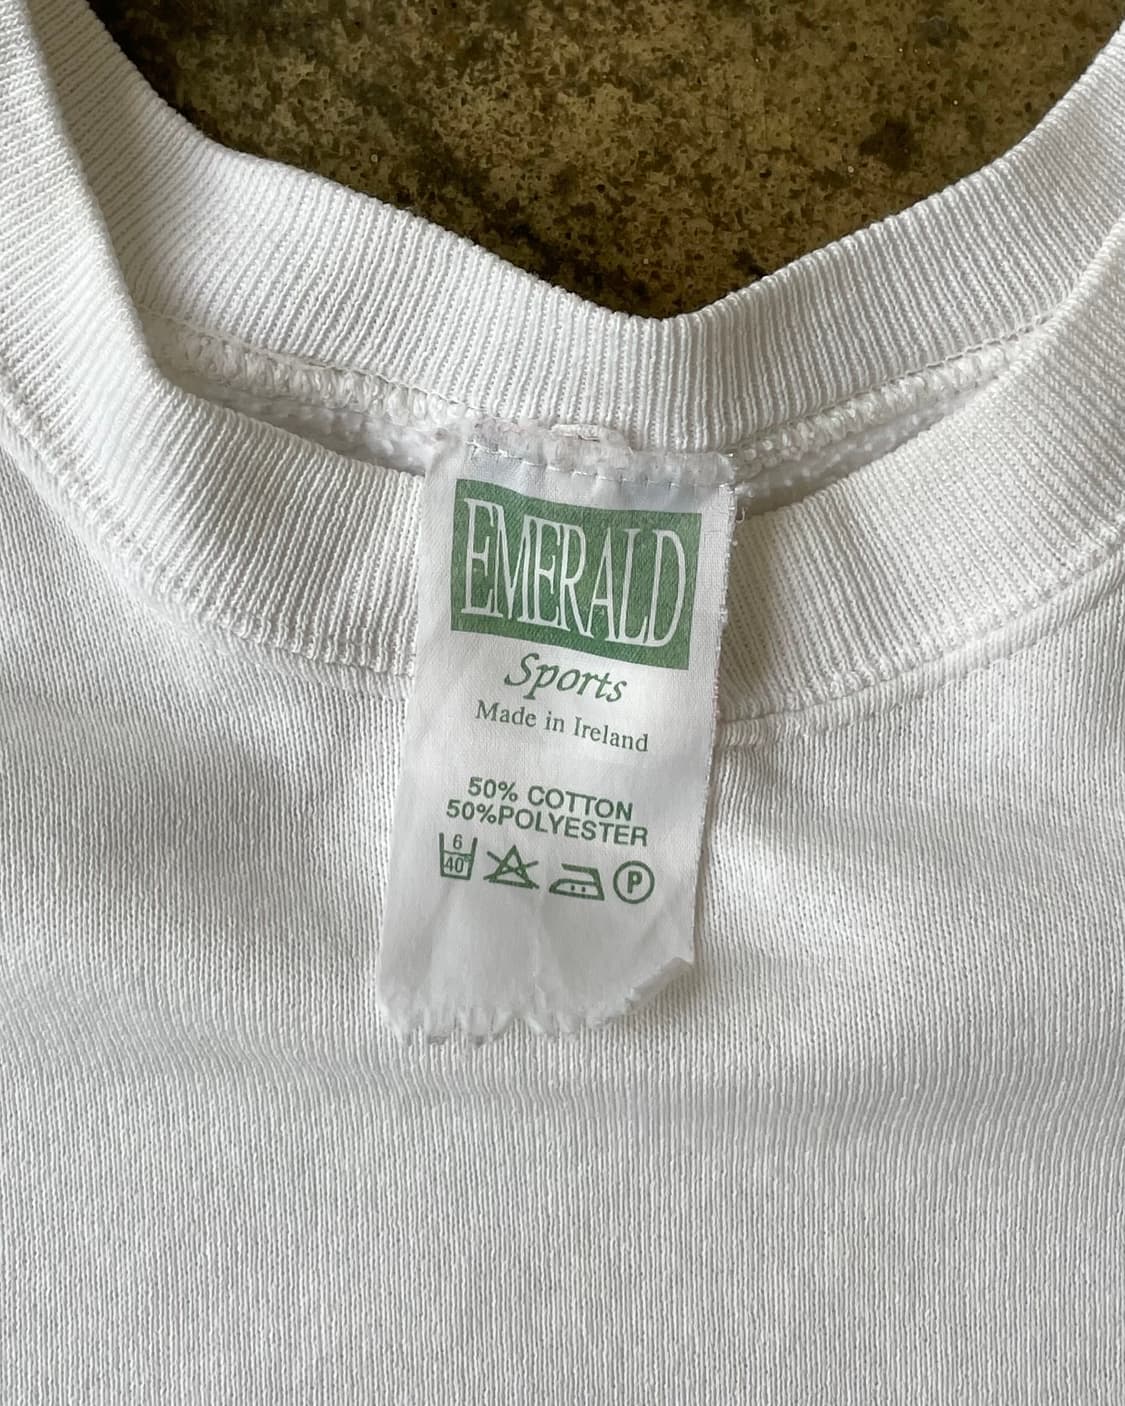 EMERALD
Sports
Made in Ireland
50% COTTON
50%POLYESTER
6
40°
P